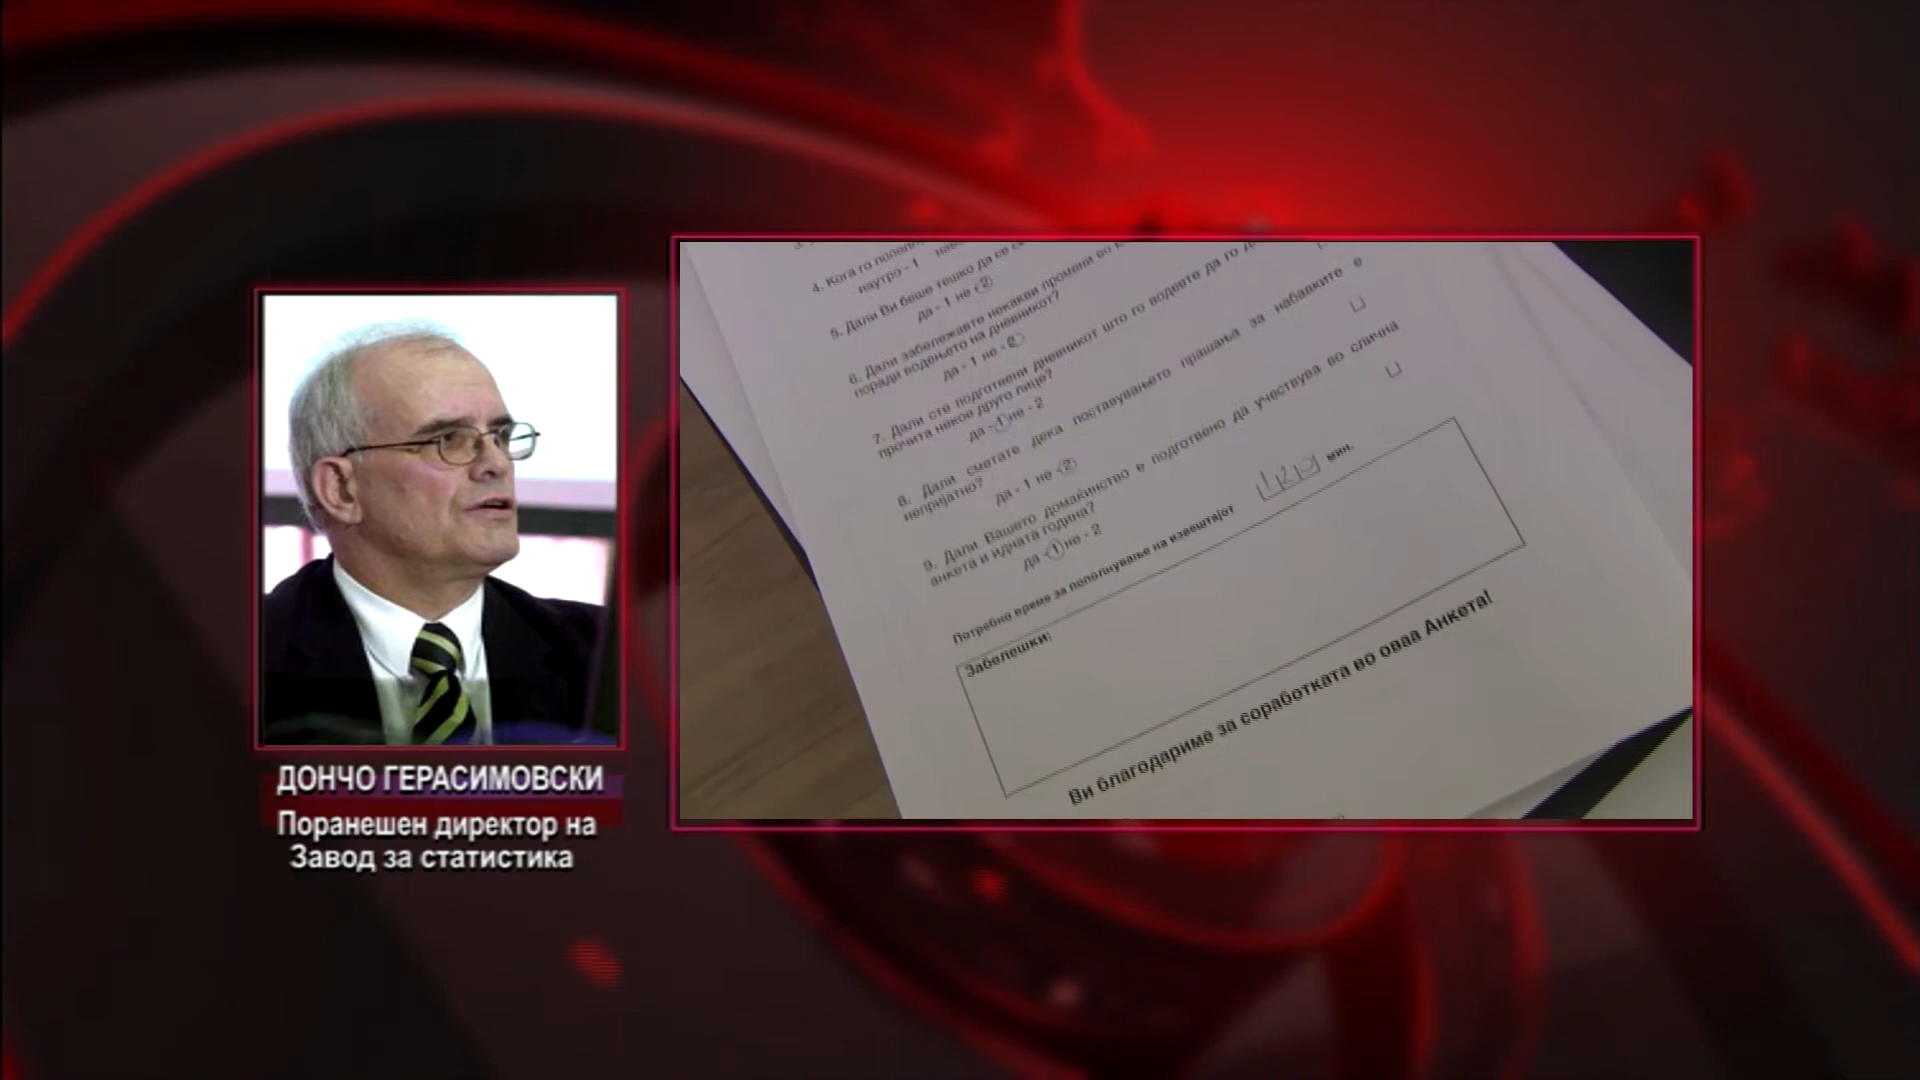 ДОНЧО ГЕРАСИМОВСКИ
Поранешен директор на
Завод за статистика
4. Кога го
наутро - 1
5. Дали Ви беше тешко да се
да - 1 не - 2
6. Дали забележавте некакви промени во
поради водењето на дневникот?
да - 1 не - 2
7. Дали сте подготвени дневникот што го водевте да го
прочита некое друго лице?
да - 1 не - 2
8. Дали сметате дека поставувањето прашања за набавките е
непријатно?
да - 1 не - 2
9. Дали Вашето домаќинство е подготвено да учествува во слична
анкета и идната година?
да - 1 не - 2
Потребно време за пополнување на извештајот мин.
Забелешки:
Ви благодариме за соработката во оваа Анкета!